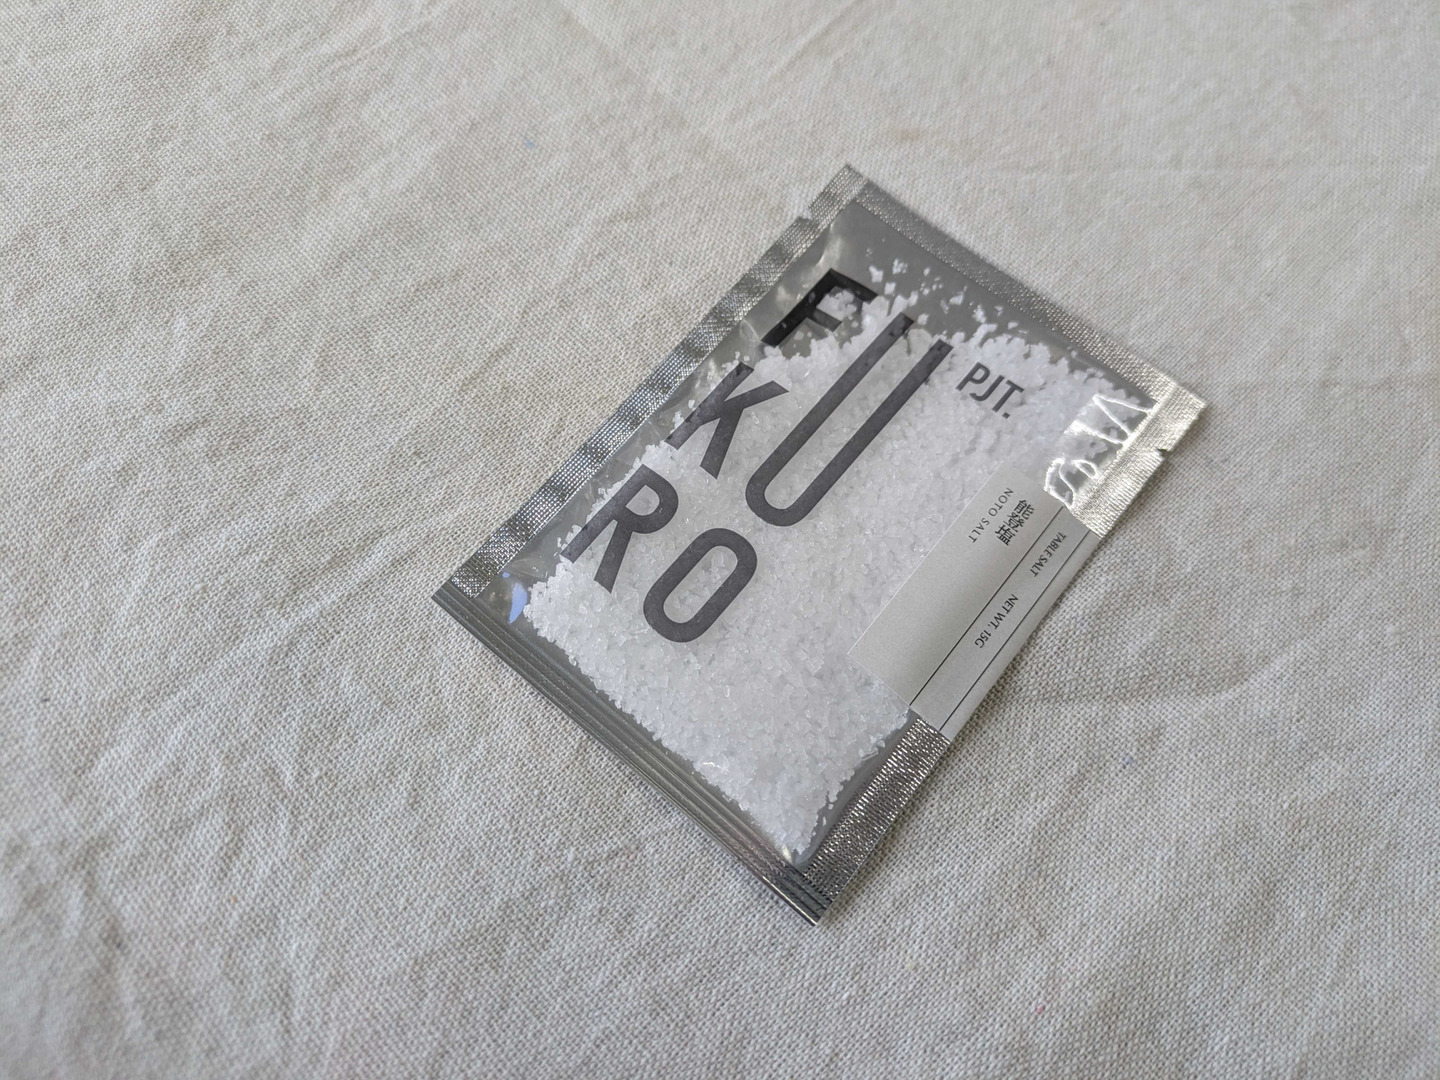 FU
KU
RO
PJT.
NOTO SALT
TABLE SALT
NET WT. 15G